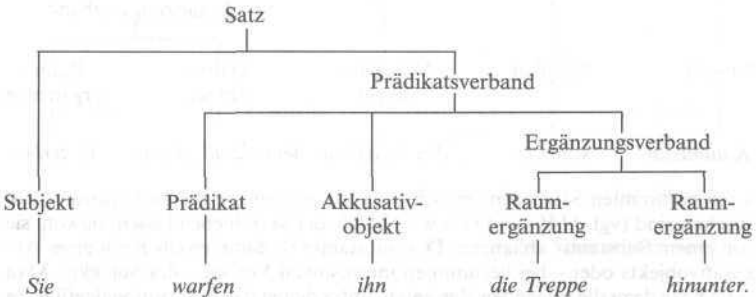 Satz
Prädikatsverband
Ergänzungsverband
Subjekt Prädikat Akkusativ- Raum- Raum-
objekt ergänzung ergänzung
Sie warfen ihn die Treppe hinunter.